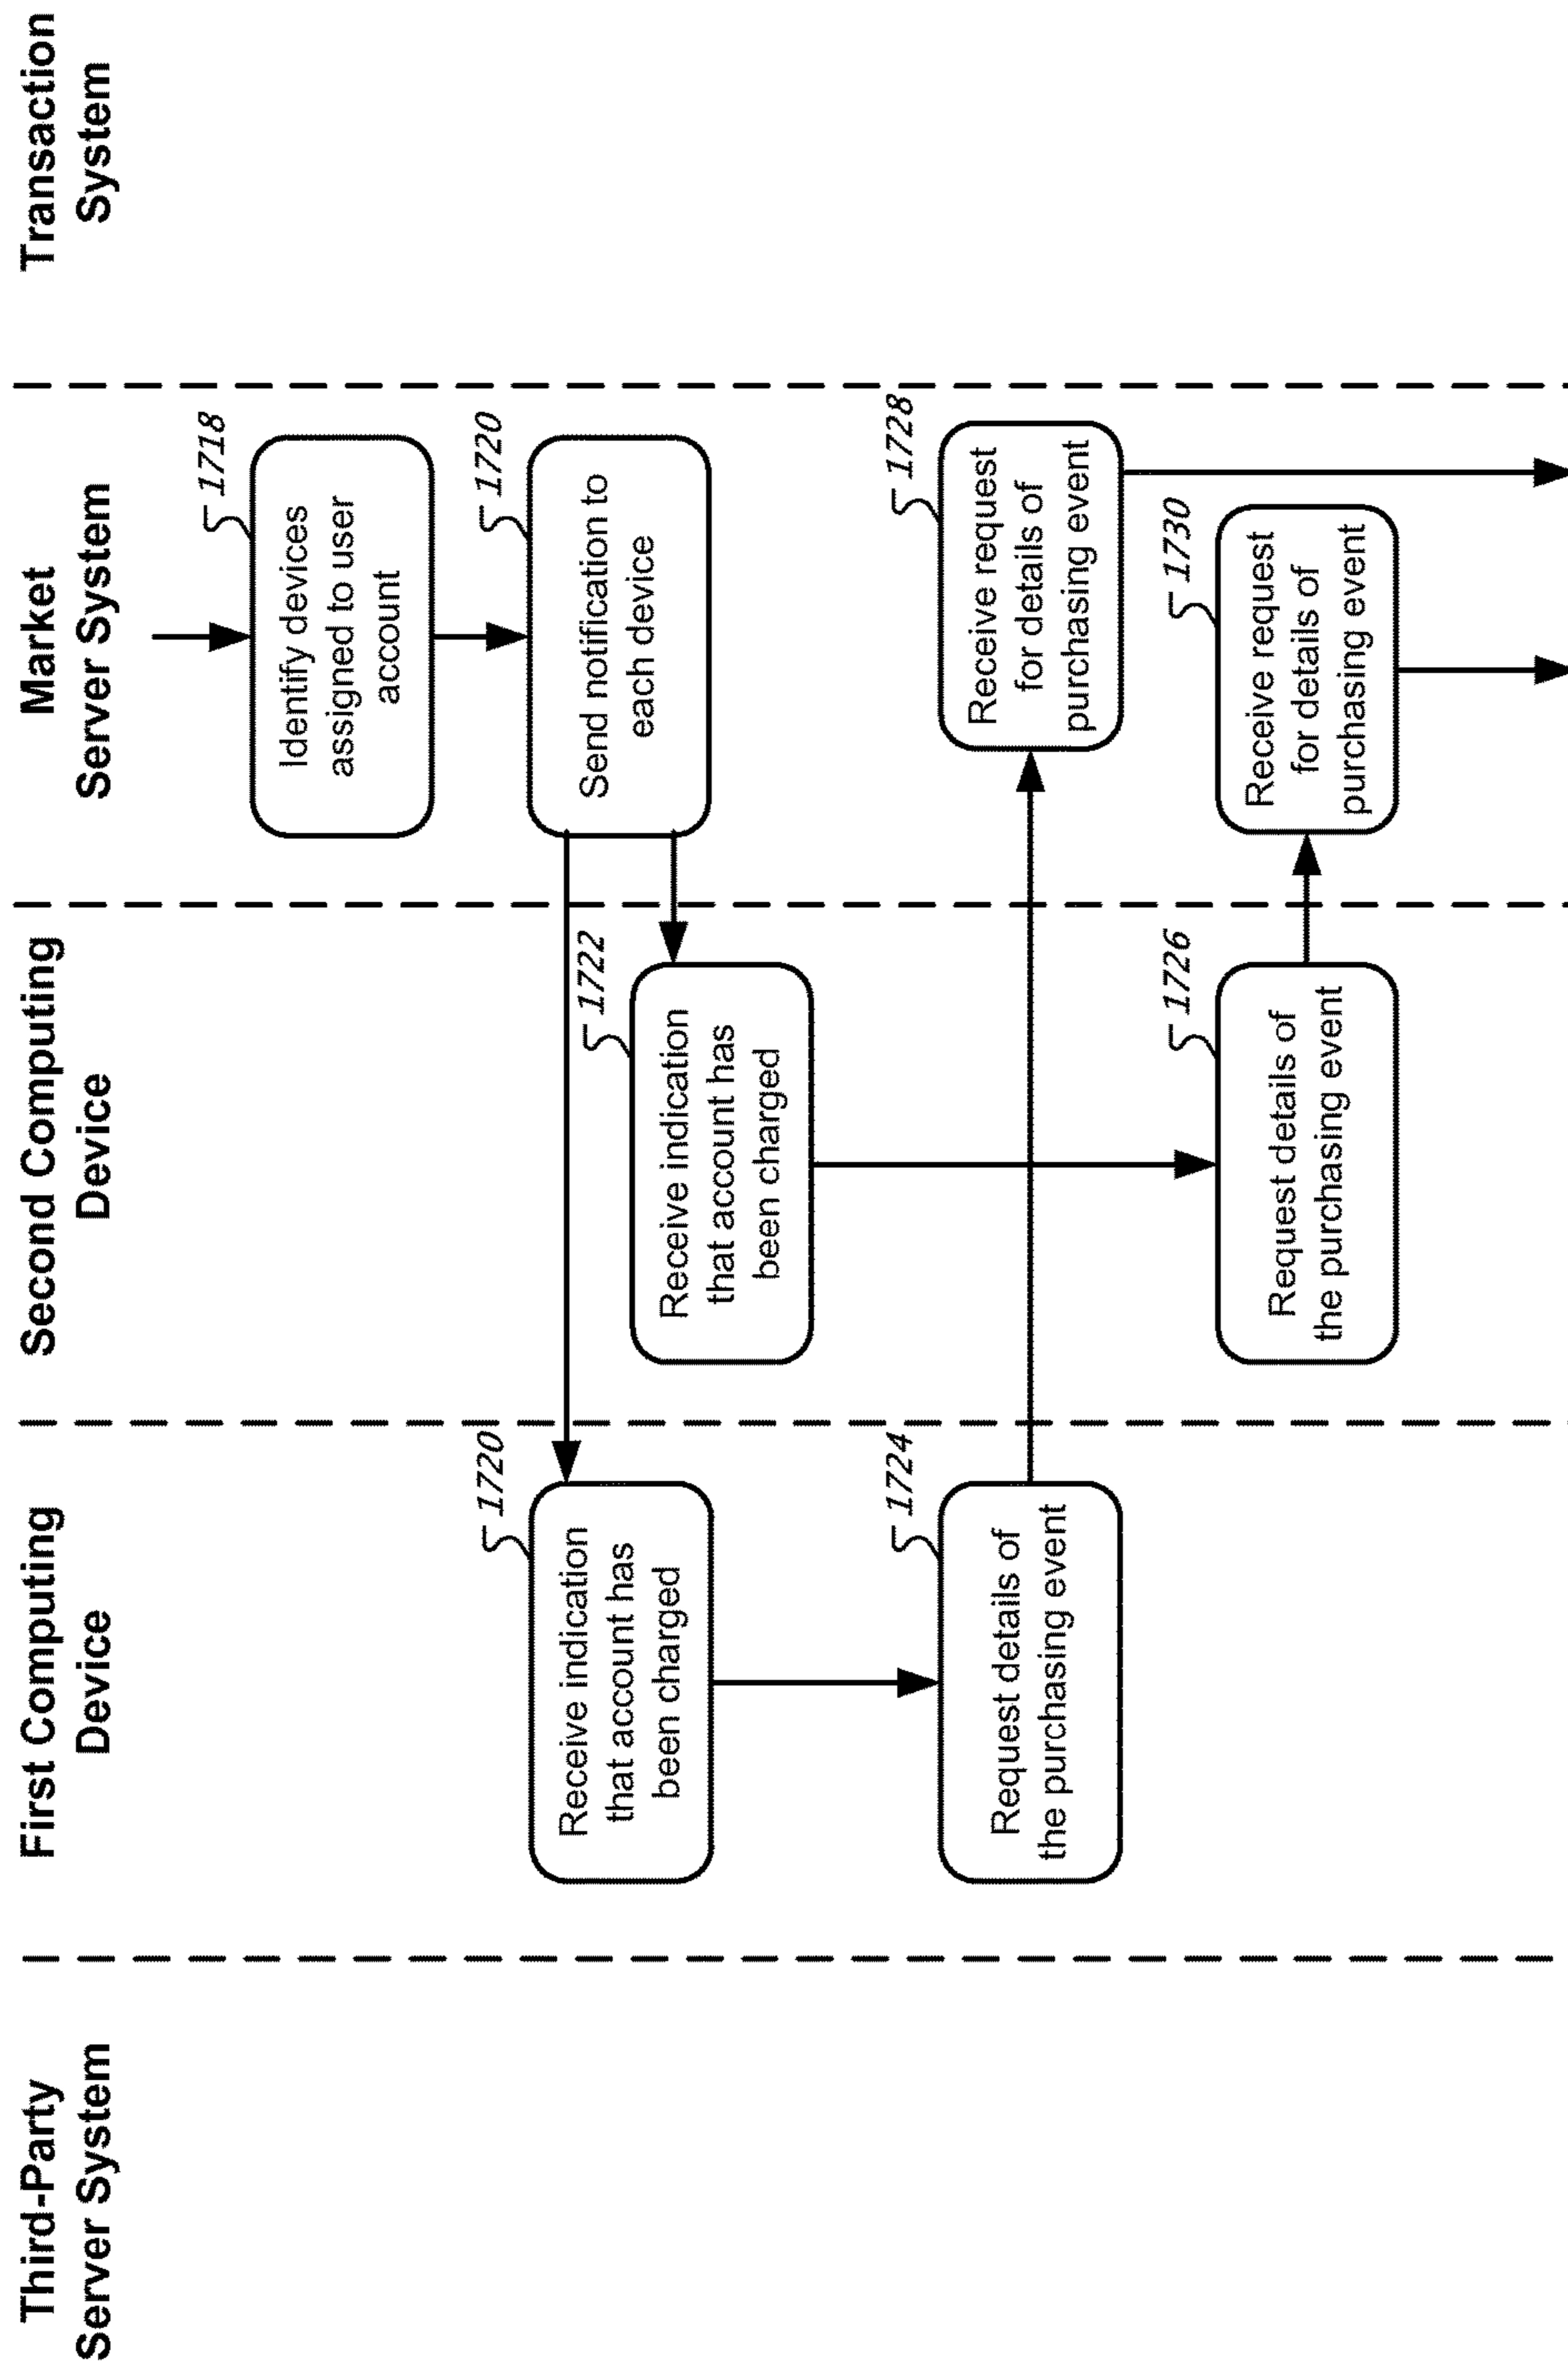 Third-Party
Server System
First Computing
Device
Second Computing
Device
Market
Server System
Transaction
System
1718
Identify devices
assigned to user
account
1720
Send notification to
each device
1720
Receive indication
that account has
been charged
1722
Receive indication
that account has
been charged
1724
Request details of
the purchasing event
1728
Receive request
for details of
purchasing event
1726
Request details of
the purchasing event
1730
Receive request
for details of
purchasing event